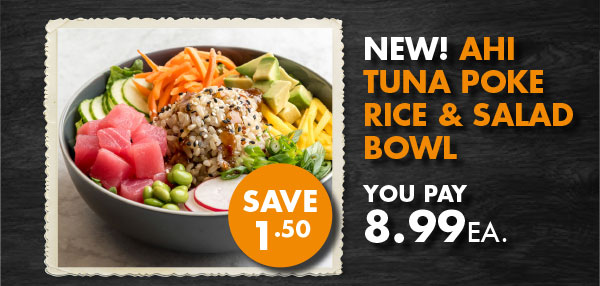 NEW! AHI
TUNA POKE
RICE & SALAD
BOWL
YOU PAY
8.99EA.
SAVE
1.50